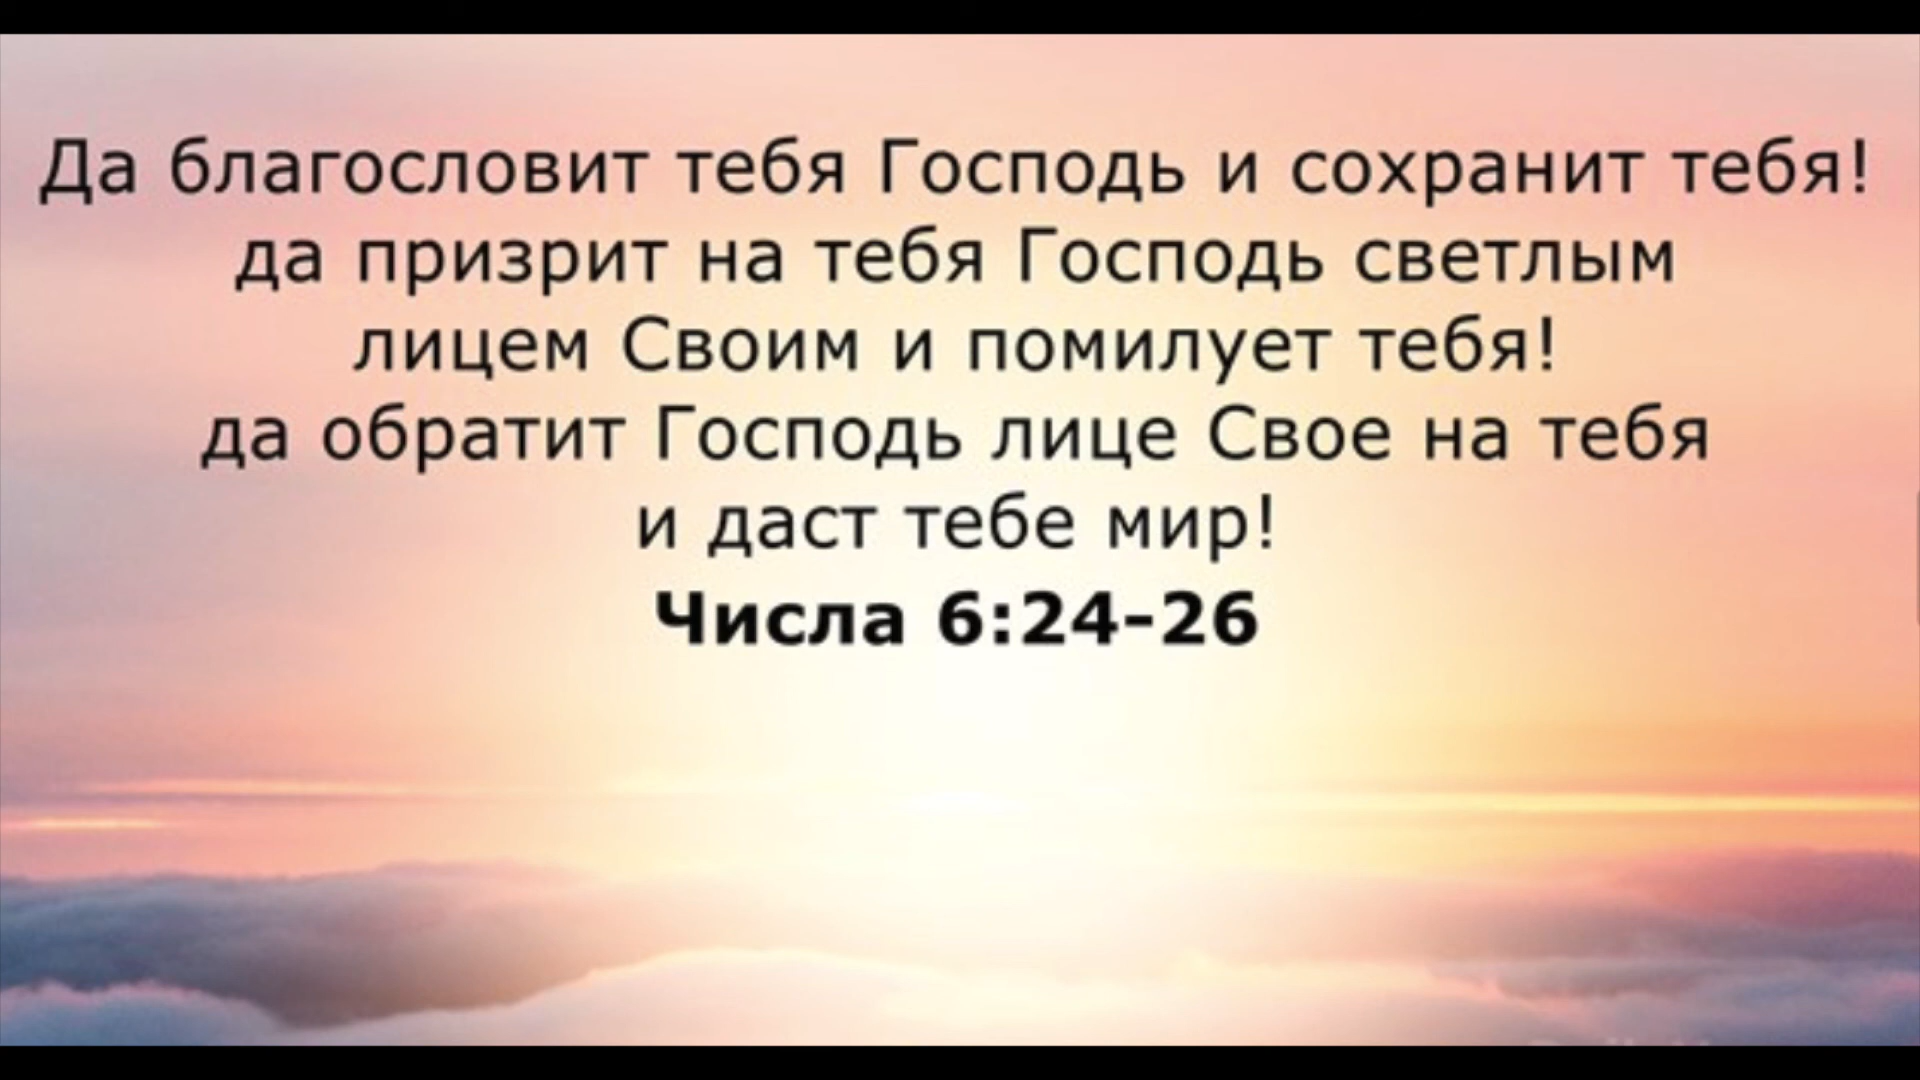 Да благословит тебя Господь и сохранит тебя!
да призрит на тебя Господь светлым
лицем Своим и помилует тебя!
да обратит Господь лице Свое на тебя
и даст тебе мир!
Числа 6:24-26